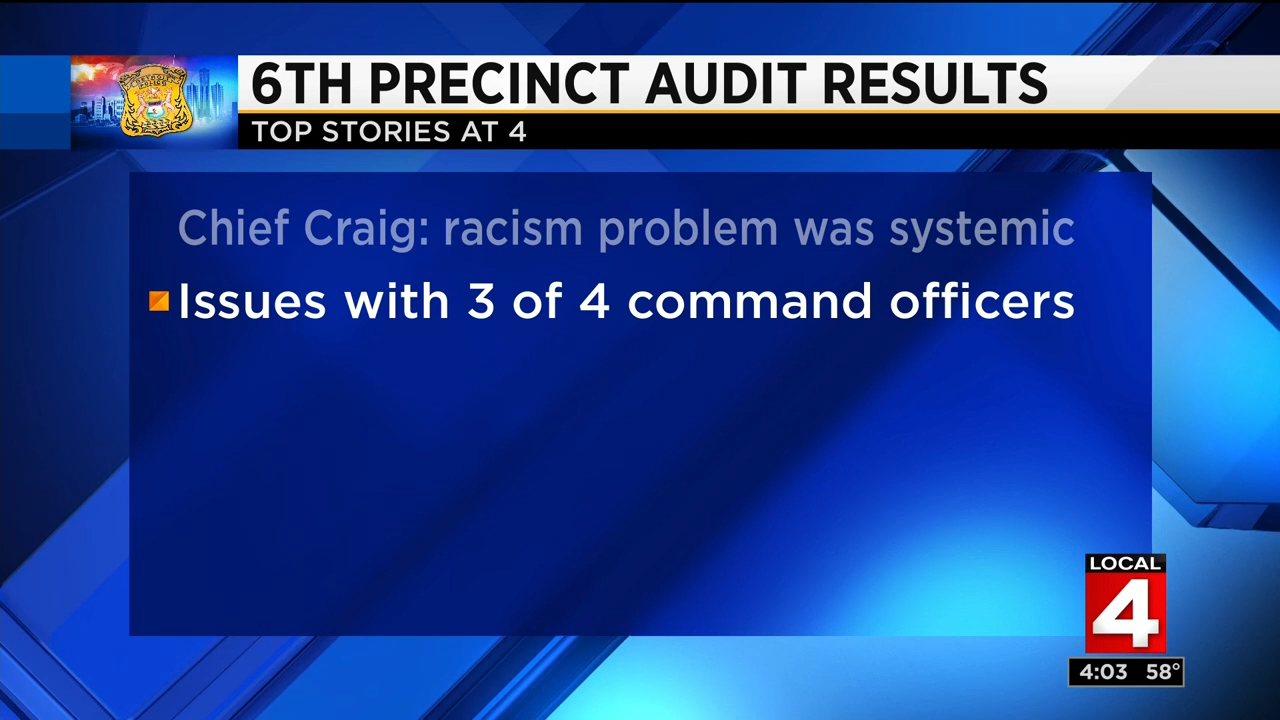 6TH PRECINCT AUDIT RESULTS
TOP STORIES AT 4
Chief Craig: racism problem was systemic
Issues with 3 of 4 command officers
LOCAL
4
4:03 58°